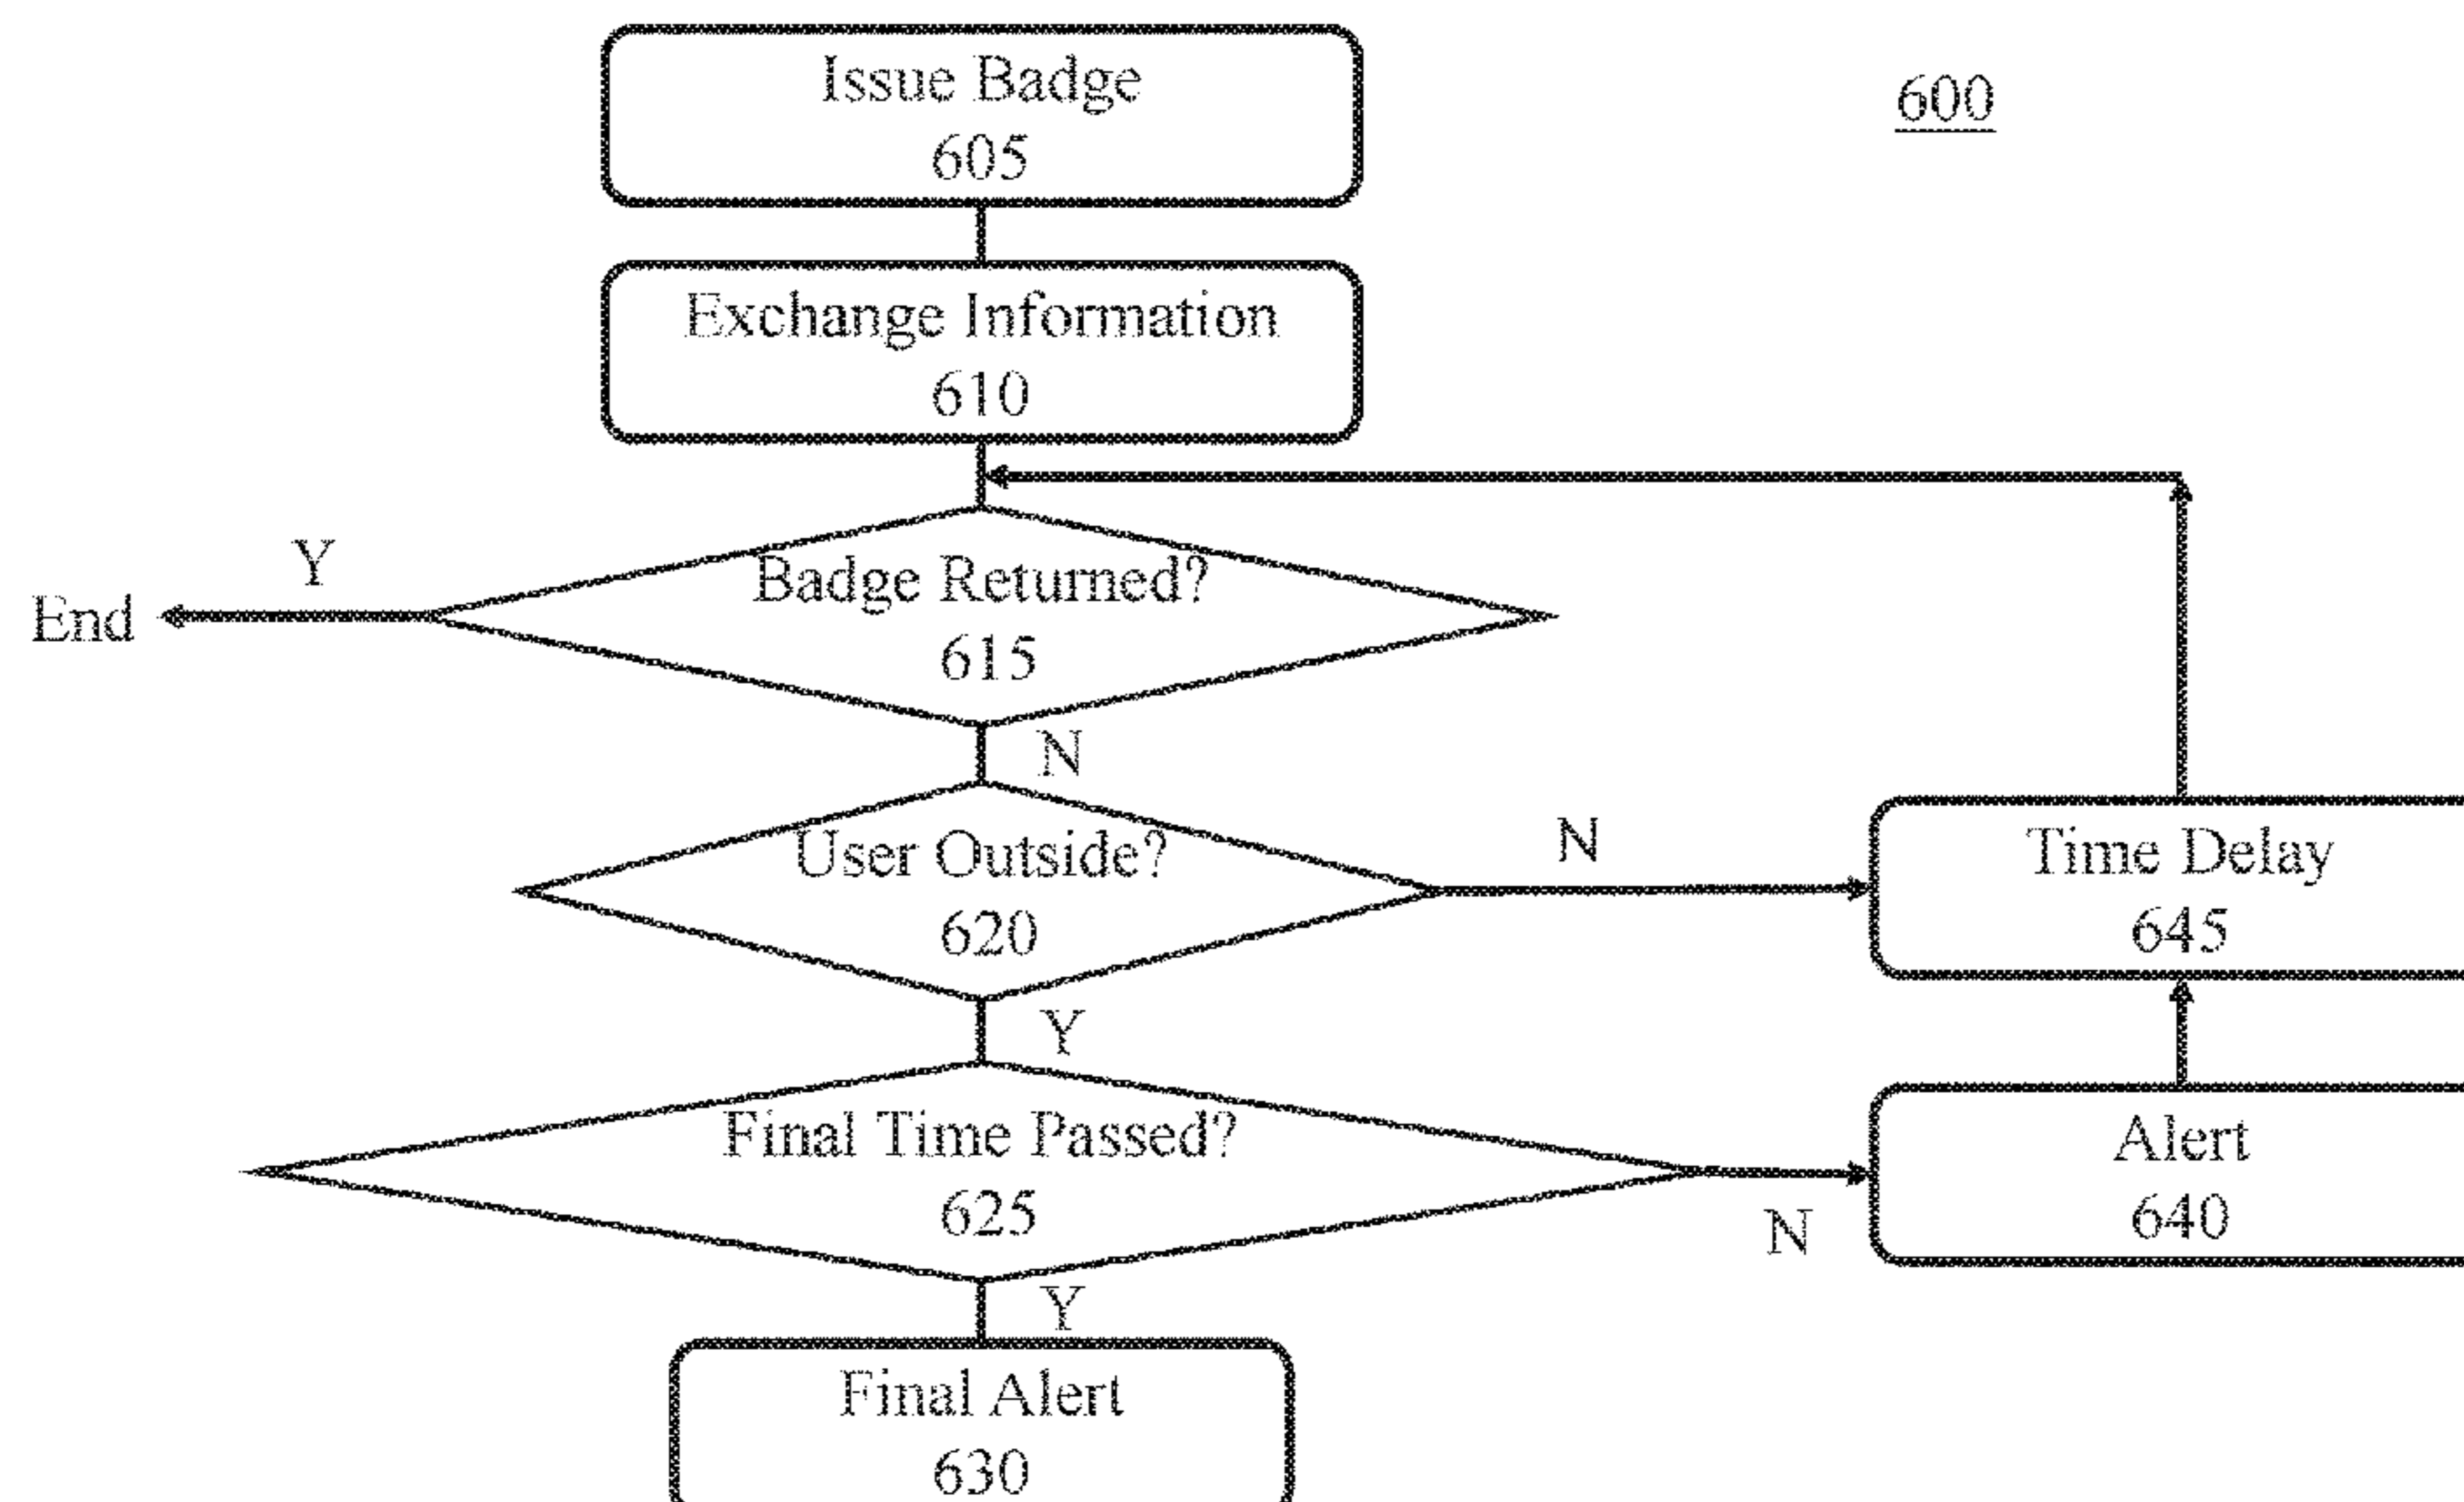 Issue Badge
605
600
Exchange Information
610
Y
End
Badge Returned?
615
N
User Outside?
620
N
Time Delay
645
Y
Final Time Passed?
625
N
Alert
640
Y
Final Alert
630